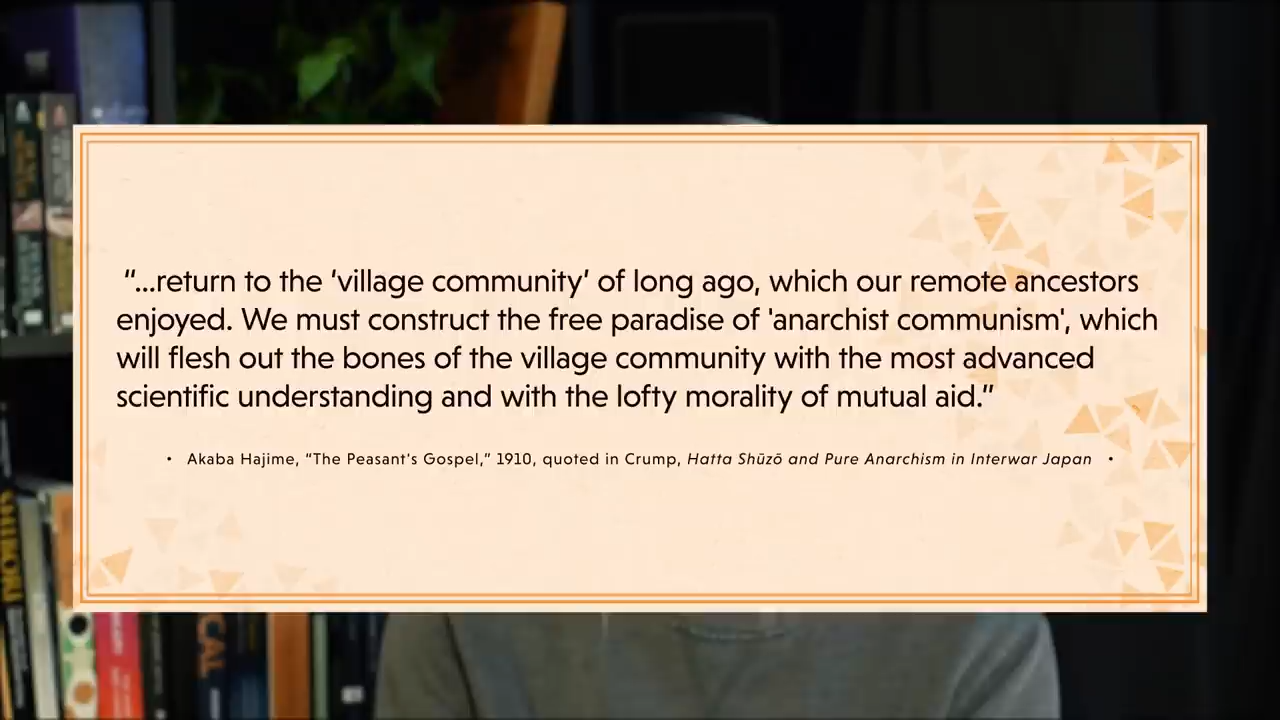 “...return to the ‘village community’ of long ago, which our remote ancestors
enjoyed. We must construct the free paradise of 'anarchist communism', which
will flesh out the bones of the village community with the most advanced
scientific understanding and with the lofty morality of mutual aid.”
• Akaba Hajime, “The Peasant’s Gospel,” 1910, quoted in Crump, Hatta Shūzō and Pure Anarchism in Interwar Japan •